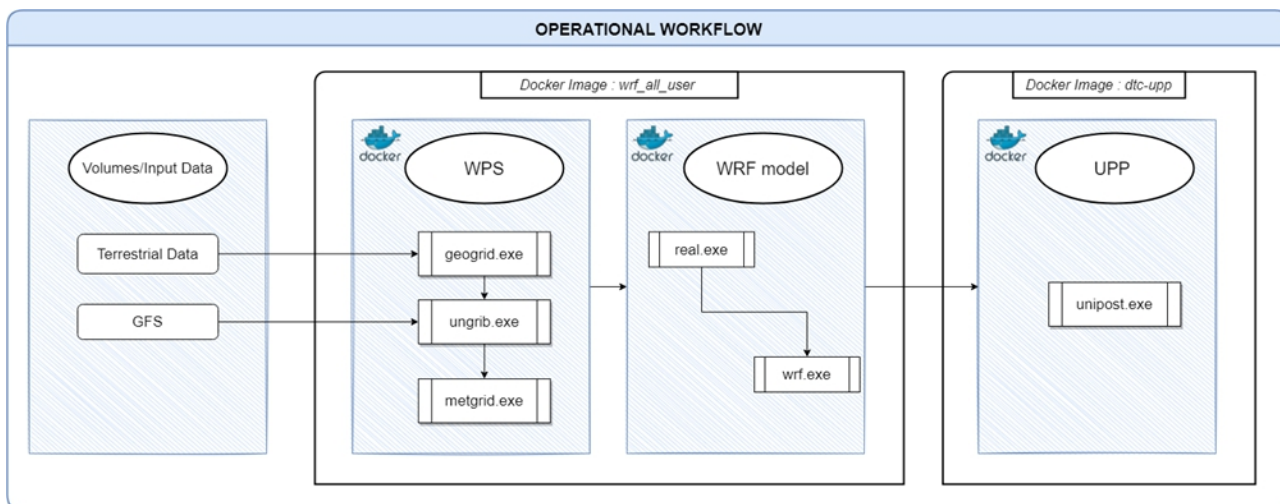 OPERATIONAL WORKFLOW
Docker Image : wrf_all_user
Docker Image : dtc-upp
Volumes/Input Data
docker
WPS
docker
WRF model
docker
UPP
Terrestrial Data
geogrid.exe
real.exe
GFS
ungrib.exe
unipost.exe
metgrid.exe
wrf.exe